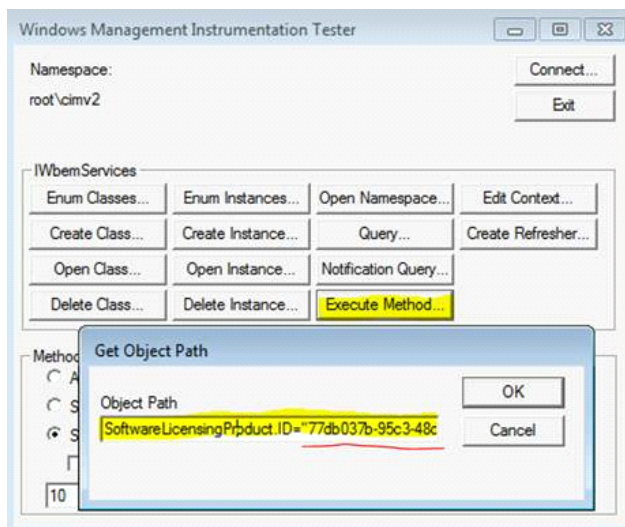 Windows Management Instrumentation Tester
Namespace:
Connect...
root\cimv2
Exit
IWbemServices
Enum Classes... Enum Instances... Open Namespace... Edit Context...
Create Class... Create Instance... Query... Create Refresher...
Open Class... Open Instance... Notification Query...
Delete Class... Delete Instance... Execute Method...
Get Object Path
Object Path
OK
SoftwareLicensingProduct.ID="77db037b-95c3-48c
Cancel
10